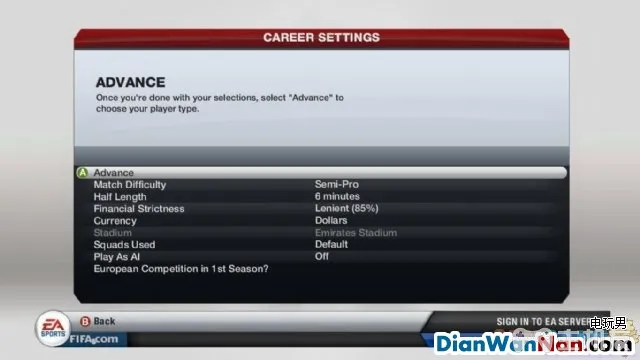 CAREER SETTINGS
ADVANCE
Once you're done with your selections, select "Advance" to
choose your player type.
A Advance
Match Difficulty Semi-Pro
Half Length 6 minutes
Financial Strictness Lenient (85%)
Currency Dollars
Stadium Emirates Stadium
Squads Used Default
Play As AI Off
European Competition in 1st Season?
EA
SPORTS
B Back
SIGN IN TO EA SERVER
电玩男
FIFA.com
DianWanNan.com